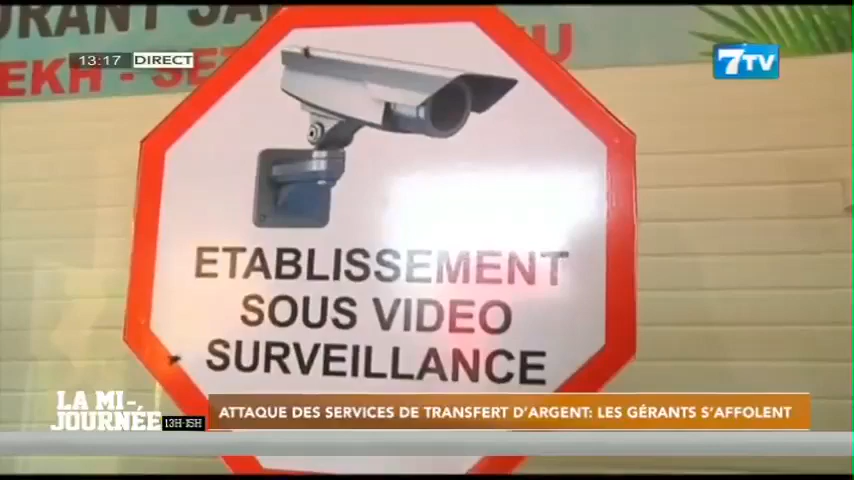 13:17 DIRECT
7TV
ETABLISSEMENT
SOUS VIDEO
SURVEILLANCE
LA MI-
JOURNÉE 13H-15H
ATTAQUE DES SERVICES DE TRANSFERT D'ARGENT: LES GÉRANTS S'AFFOLENT